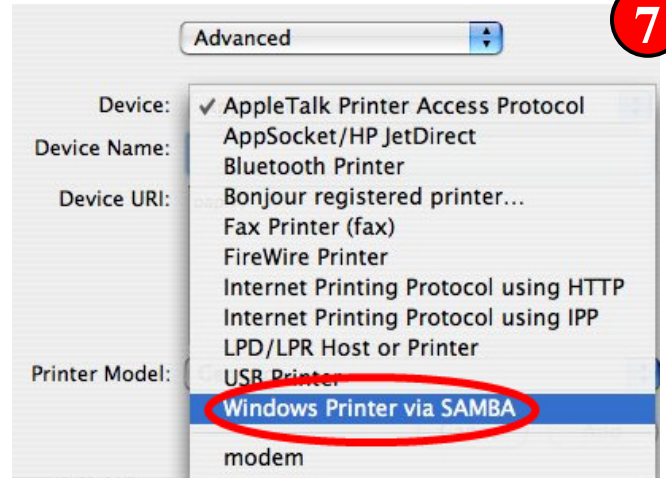 7
Advanced
Device:
✓ AppleTalk Printer Access Protocol
AppSocket/HP JetDirect
Device Name:
Bluetooth Printer
Device URI:
Bonjour registered printer...
Fax Printer (fax)
FireWire Printer
Internet Printing Protocol using HTTP
Internet Printing Protocol using IPP
LPD/LPR Host or Printer
Printer Model:
USB Printer
Windows Printer via SAMBA
modem